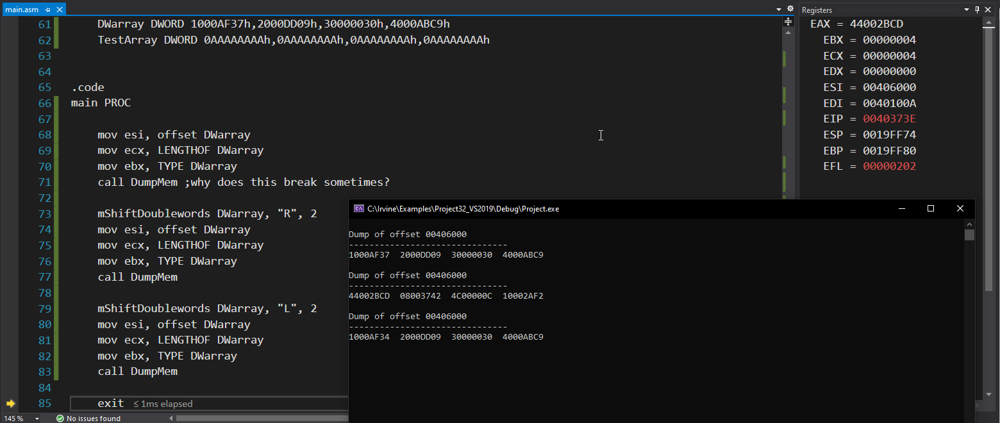 main.asm
61 DWarray DWORD 1000AF37h,2000DD09h,30000030h,4000ABC9h
62 TestArray DWORD 0AAAAAAAAh,0AAAAAAAAh,0AAAAAAAAh,0AAAAAAAAh
63
64
65 .code
66 main PROC
67
68 mov esi, offset DWarray
69 mov ecx, LENGTHOF DWarray
70 mov ebx, TYPE DWarray
71 call DumpMem ;why does this break sometimes?
72
73 mShiftDoublewords DWarray, "R", 2
74 mov esi, offset DWarray
75 mov ecx, LENGTHOF DWarray
76 mov ebx, TYPE DWarray
77 call DumpMem
78
79 mShiftDoublewords DWarray, "L", 2
80 mov esi, offset DWarray
81 mov ecx, LENGTHOF DWarray
82 mov ebx, TYPE DWarray
83 call DumpMem
84
85 exit ≤ 1ms elapsed
145 %
No issues found
Registers
EAX = 44002BCD
EBX = 00000004
ECX = 00000004
EDX = 00000000
ESI = 00406000
EDI = 0040100A
EIP = 0040373E
ESP = 0019FF74
EBP = 0019FF80
EFL = 00000202
C:\Irvine\Examples\Project32_VS2019\Debug\Project.exe
Dump of offset 00406000
-------------------------------
1000AF37 2000DD09 30000030 4000ABC9
Dump of offset 00406000
-------------------------------
44002BCD 08003742 4C00000C 10002AF2
Dump of offset 00406000
-------------------------------
1000AF34 2000DD09 30000030 4000ABC9